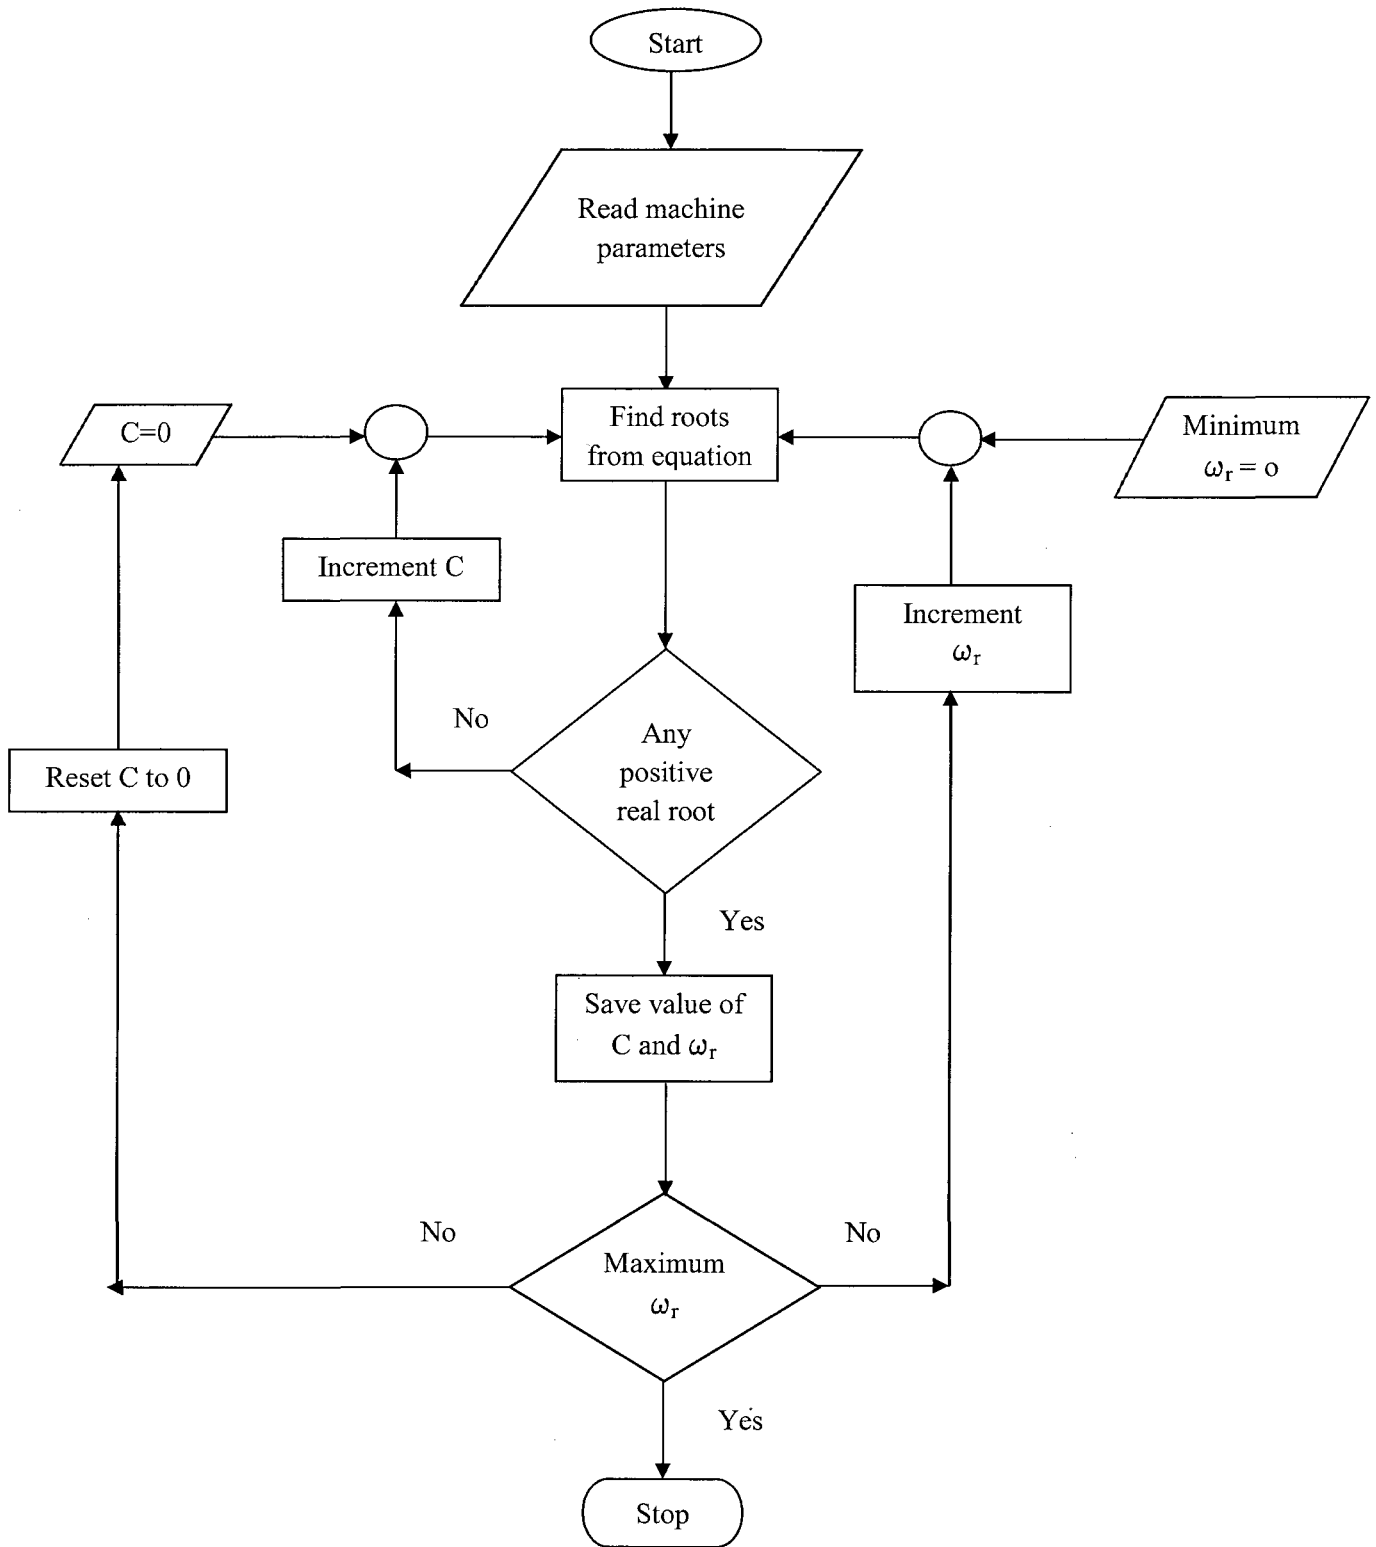 Start
Read machine
parameters
C=0
Find roots
from equation
Minimum
ωr = o
Increment C
Increment
ωr
No
Any
positive
real root
Reset C to 0
Yes
Save value of
C and ωr
No
No
Maximum
ωr
Yes
Stop